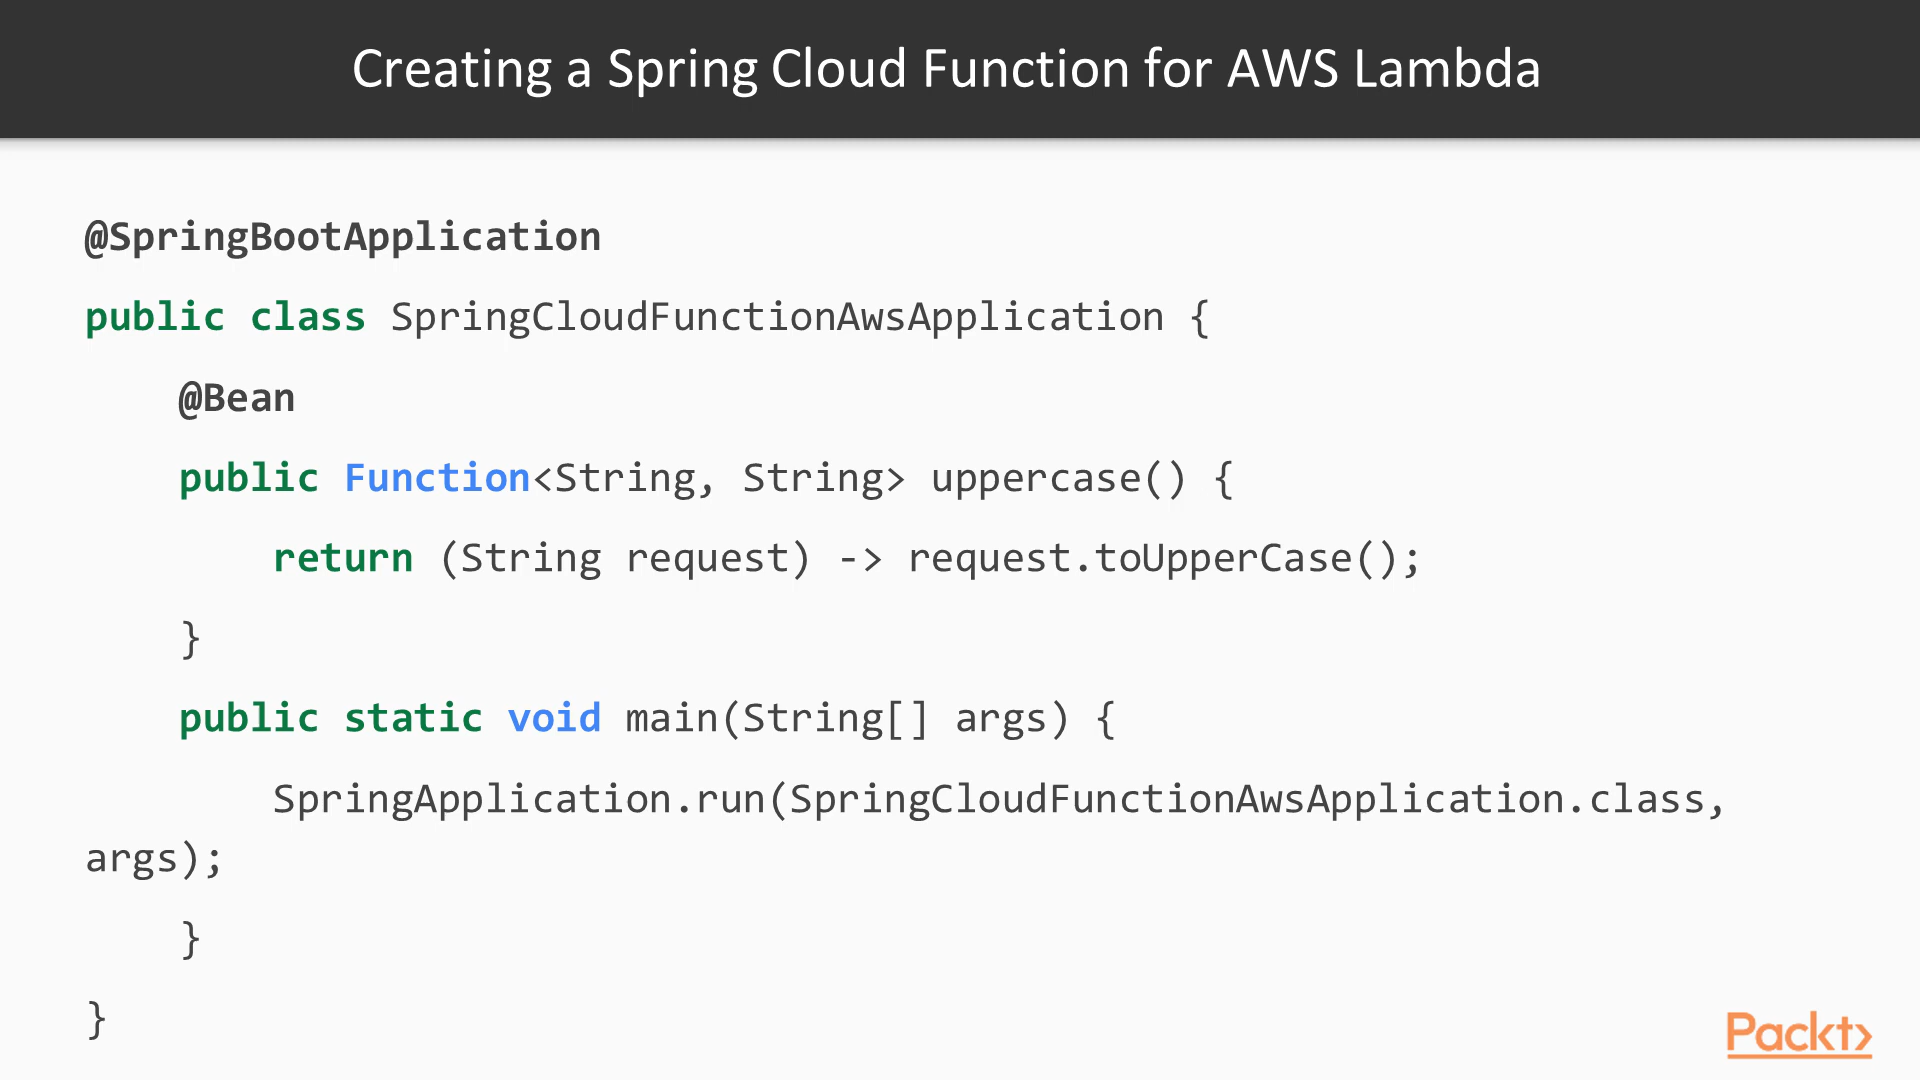 Creating a Spring Cloud Function for AWS Lambda
@SpringBootApplication
public class SpringCloudFunctionAwsApplication {
@Bean
public Function<String, String> uppercase() {
return (String request) -> request.toUpperCase();
}
public static void main(String[] args) {
SpringApplication.run(SpringCloudFunctionAwsApplication.class,
args);
}
}
Packt>